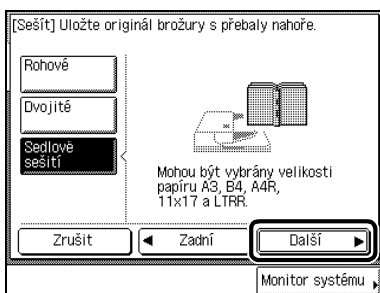 [Sešít] Uložte originál brožury s přebaly nahoře.
Rohové
Dvojité
Sedlové
sešití
Mohou být vybrány velikosti
papíru A3, B4, A4R,
11x17 a LTRR.
Zrušit
◄ Zadní
Další ►
Monitor systému